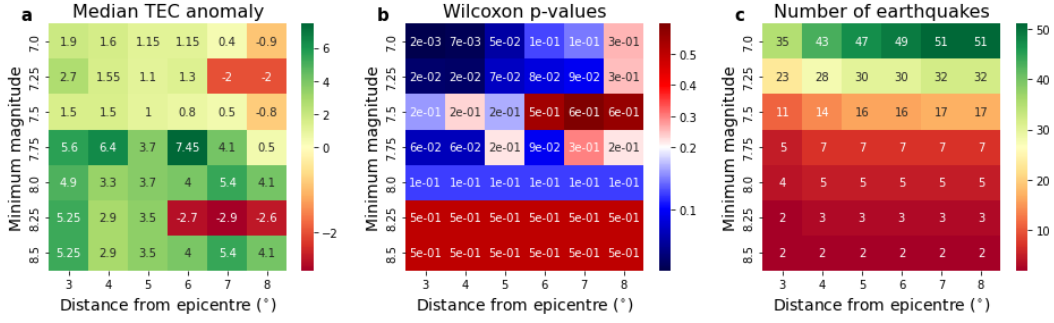 a Median TEC anomaly
Minimum magnitude
7.0 1.9 1.6 1.15 1.15 0.4 -0.9
7.25 2.7 1.55 1.1 1.3 -2 -2
7.5 1.5 1.5 1 0.8 0.5 -0.8
7.75 5.6 6.4 3.7 7.45 4.1 0.5
8.0 4.9 3.3 3.7 4 5.4 4.1
8.25 5.25 2.9 3.5 -2.7 -2.9 -2.6
8.5 5.25 2.9 3.5 4 5.4 4.1
3 4 5 6 7 8
Distance from epicentre (°)
6
4
2
0
−2
b Wilcoxon p-values
Minimum magnitude
7.0 2e-03 7e-03 5e-02 1e-01 1e-01 3e-01
7.25 2e-02 2e-02 7e-02 8e-02 9e-02 3e-01
7.5 2e-01 2e-01 2e-01 5e-01 6e-01 6e-01
7.75 6e-02 6e-02 2e-01 9e-02 3e-01 2e-01
8.0 1e-01 1e-01 1e-01 1e-01 1e-01 1e-01
8.25 5e-01 5e-01 5e-01 5e-01 5e-01 5e-01
8.5 5e-01 5e-01 5e-01 5e-01 5e-01 5e-01
3 4 5 6 7 8
Distance from epicentre (°)
0.5
0.4
0.3
0.2
0.1
c Number of earthquakes
Minimum magnitude
7.0 35 43 47 49 51 51
7.25 23 28 30 30 32 32
7.5 11 14 16 16 17 17
7.75 5 7 7 7 7 7
8.0 4 5 5 5 5 5
8.25 2 3 3 3 3 3
8.5 2 2 2 2 2 2
3 4 5 6 7 8
Distance from epicentre (°)
50
40
30
20
10